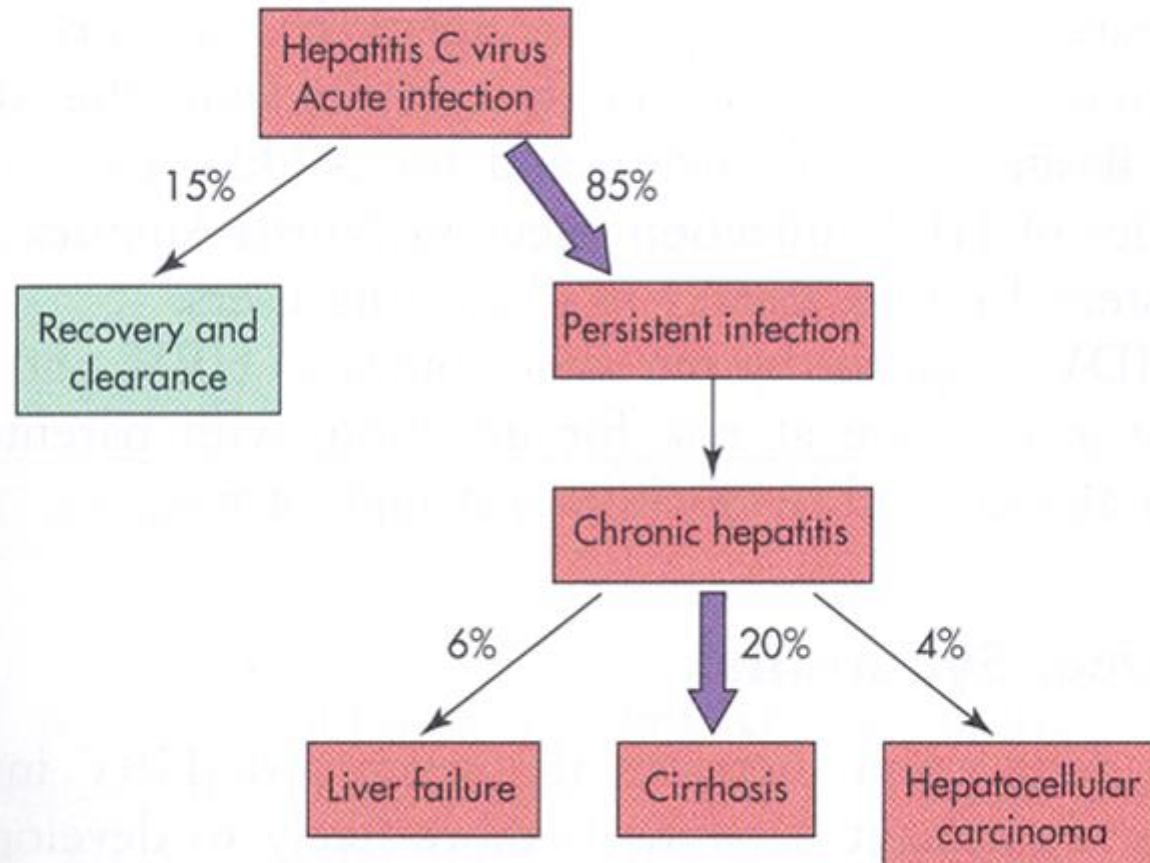 Hepatitis C virus
Acute infection
15%
85%
Recovery and
clearance
Persistent infection
Chronic hepatitis
6%
20%
4%
Liver failure
Cirrhosis
Hepatocellular
carcinoma